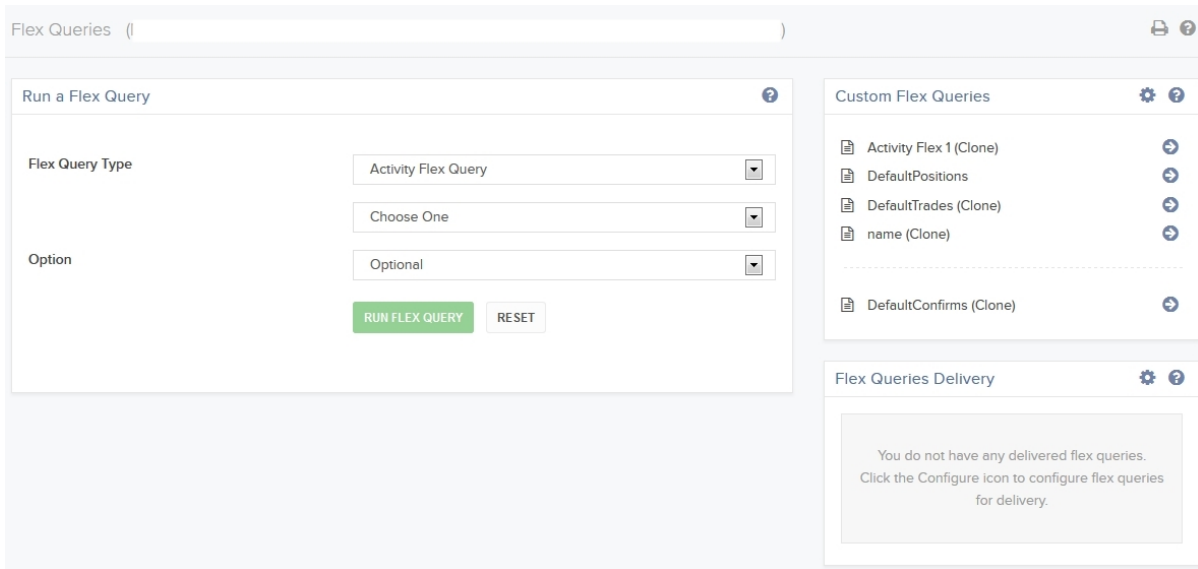 Flex Queries (I )
Run a Flex Query
Flex Query Type
Activity Flex Query
Choose One
Option
Optional
RUN FLEX QUERY RESET
Custom Flex Queries
Activity Flex 1 (Clone)
DefaultPositions
DefaultTrades (Clone)
name (Clone)
DefaultConfirms (Clone)
Flex Queries Delivery
You do not have any delivered flex queries.
Click the Configure icon to configure flex queries
for delivery.